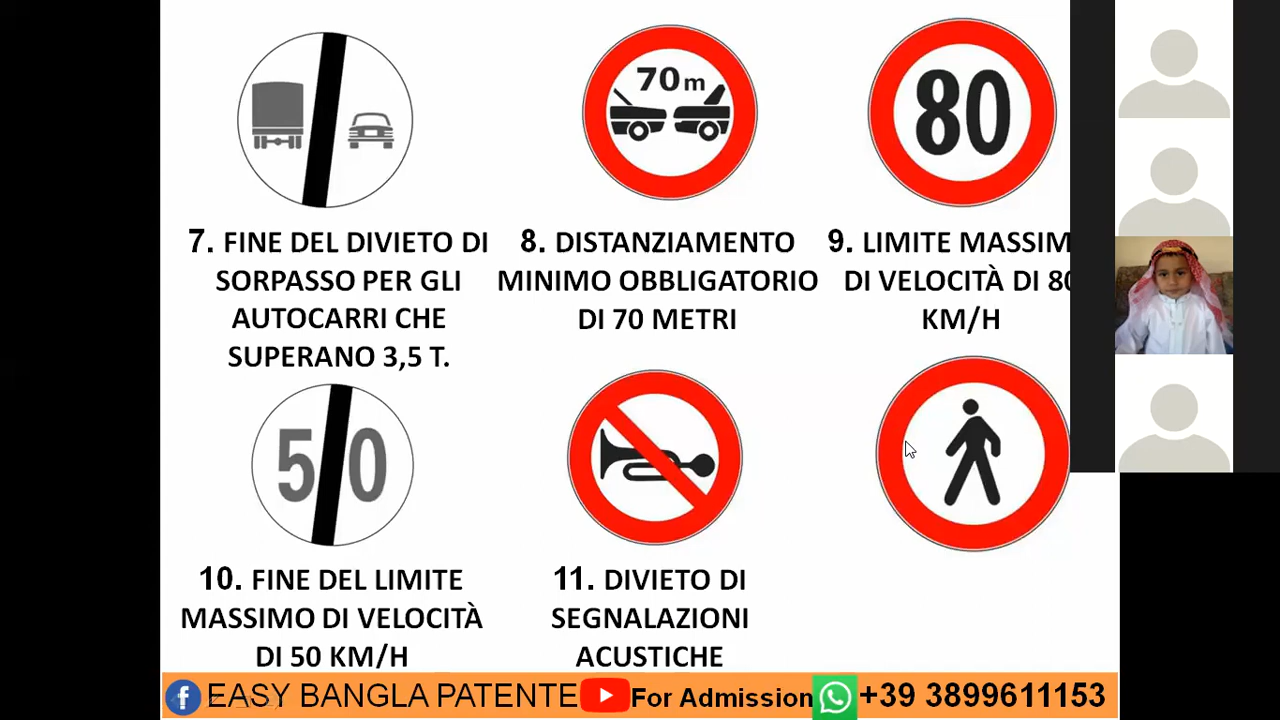 70 m
80
7. FINE DEL DIVIETO DI
SORPASSO PER GLI
AUTOCARRI CHE
SUPERANO 3,5 T.
8. DISTANZIAMENTO
MINIMO OBBLIGATORIO
DI 70 METRI
9. LIMITE MASSIM
DI VELOCITÀ DI 80
KM/H
50
10. FINE DEL LIMITE
MASSIMO DI VELOCITÀ
DI 50 KM/H
11. DIVIETO DI
SEGNALAZIONI
ACUSTICHE
EASY BANGLA PATENTE For Admission +39 3899611153